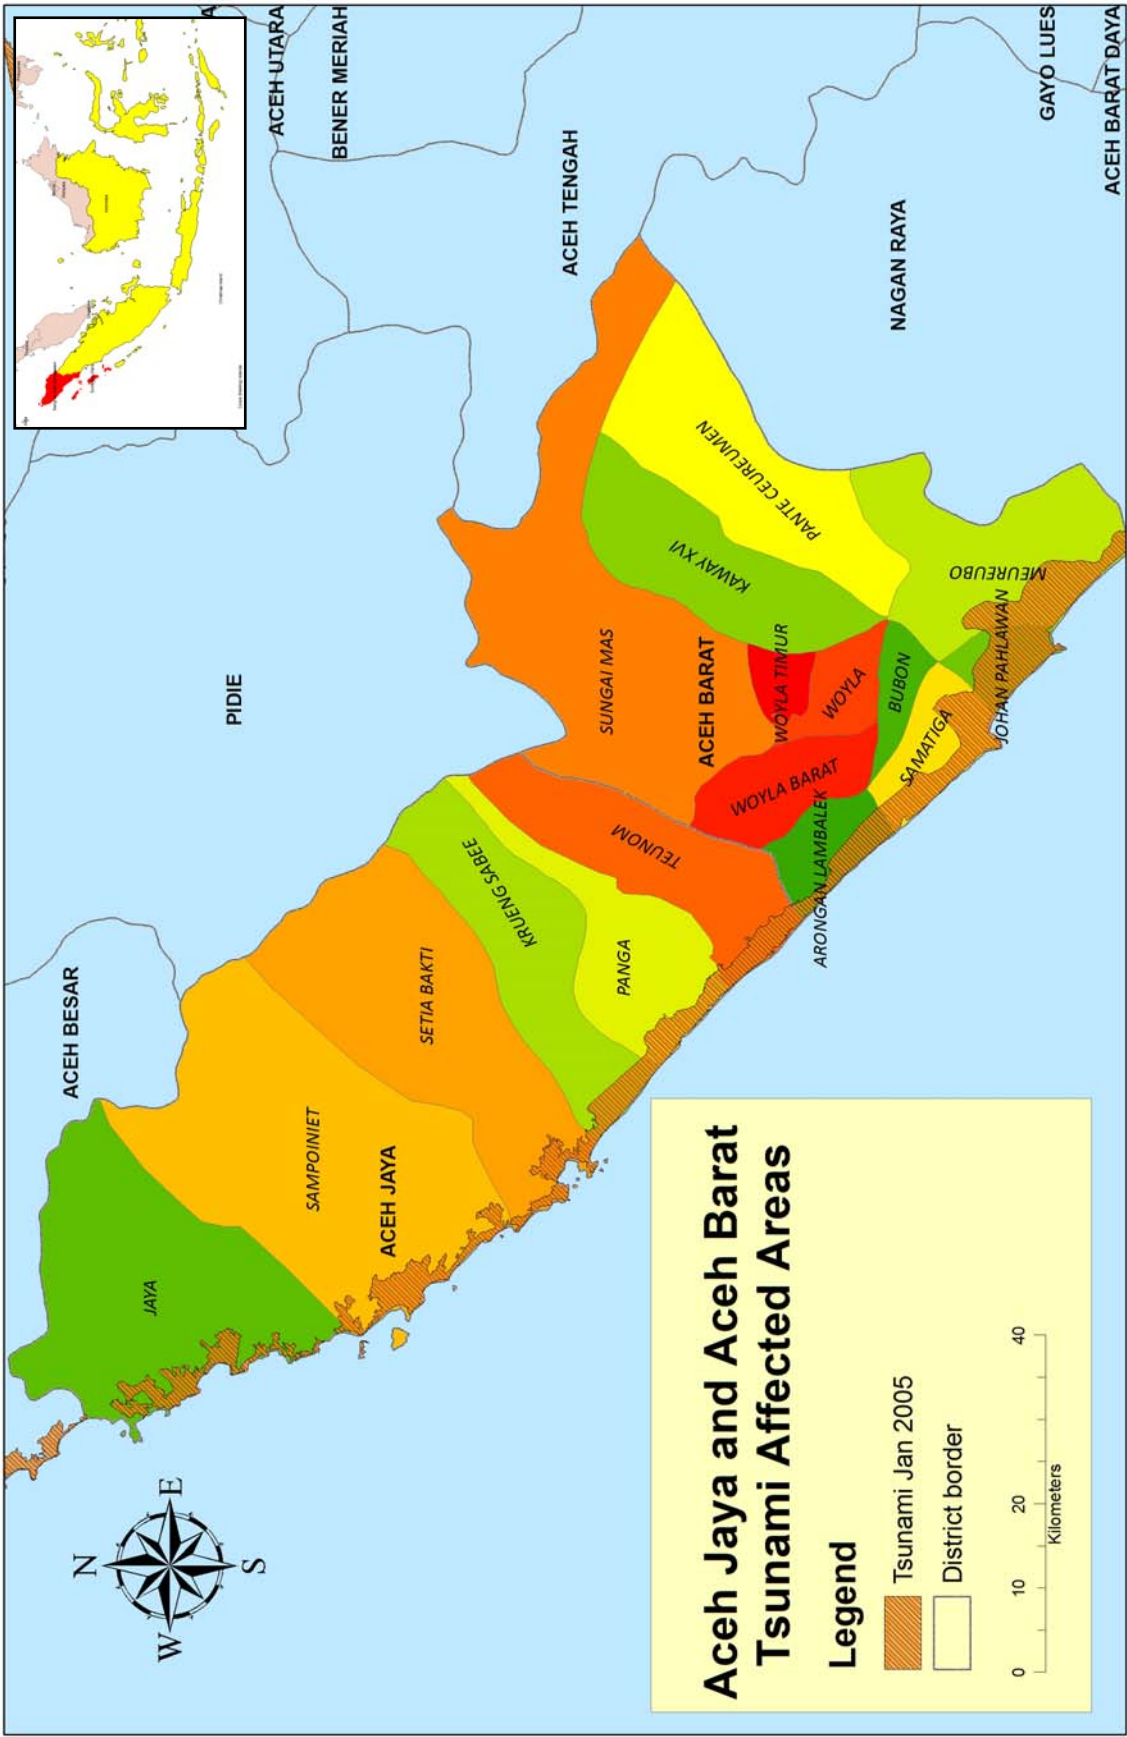 ACEH UTARA
BENER MERIAH
ACEH TENGAH
GAYO LUES
ACEH BARAT DAYA
NAGAN RAYA
PIDIE
ACEH BESAR
JAYA
SAMPOINIET
ACEH JAYA
SETIA BAKTI
KRUENG SABEE
PANGA
TEUNOM
SUNGAI MAS
ACEH BARAT
WOYLA TIMUR
WOYLA
WOYLA BARAT
ARONGAN LAMBALEK
BUBON
SAMATIGA
KAWAY XVI
PANTE CEUREUMEN
MEUREUBO
JOHAN PAHLAWAN
N
W
E
S
Aceh Jaya and Aceh Barat
Tsunami Affected Areas
Legend
Tsunami Jan 2005
District border
0 10 20 40
Kilometers